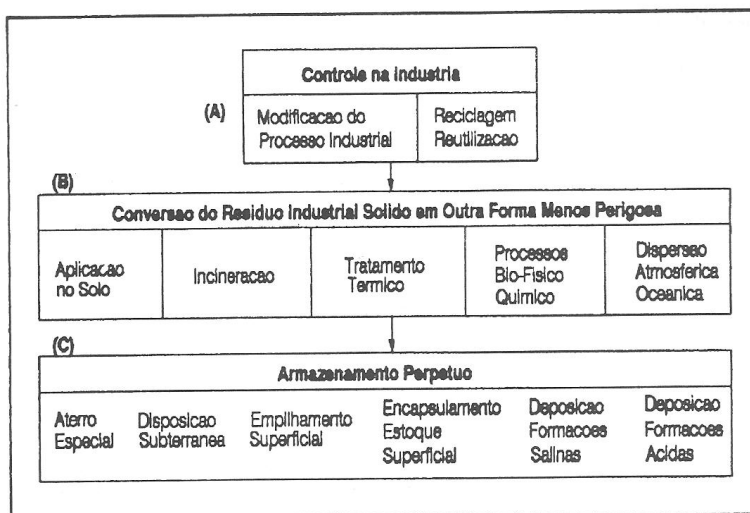 Controle na Industria
(A)
Modificacao do
Processo Industrial
Reciclagem
Reutilizacao
(B)
Conversao do Residuo Industrial Solido em Outra Forma Menos Perigosa
Aplicacao
no Solo
Incineracao
Tratamento
Termico
Processos
Bio-Fisico
Quimico
Dispersao
Atmosferica
Oceanica
(C)
Armazenamento Perpetuo
Aterro
Especial
Disposicao
Subterranea
Empilhamento
Superficial
Encapsulamento
Estoque
Superficial
Deposicao
Formacoes
Salinas
Deposicao
Formacoes
Acidas